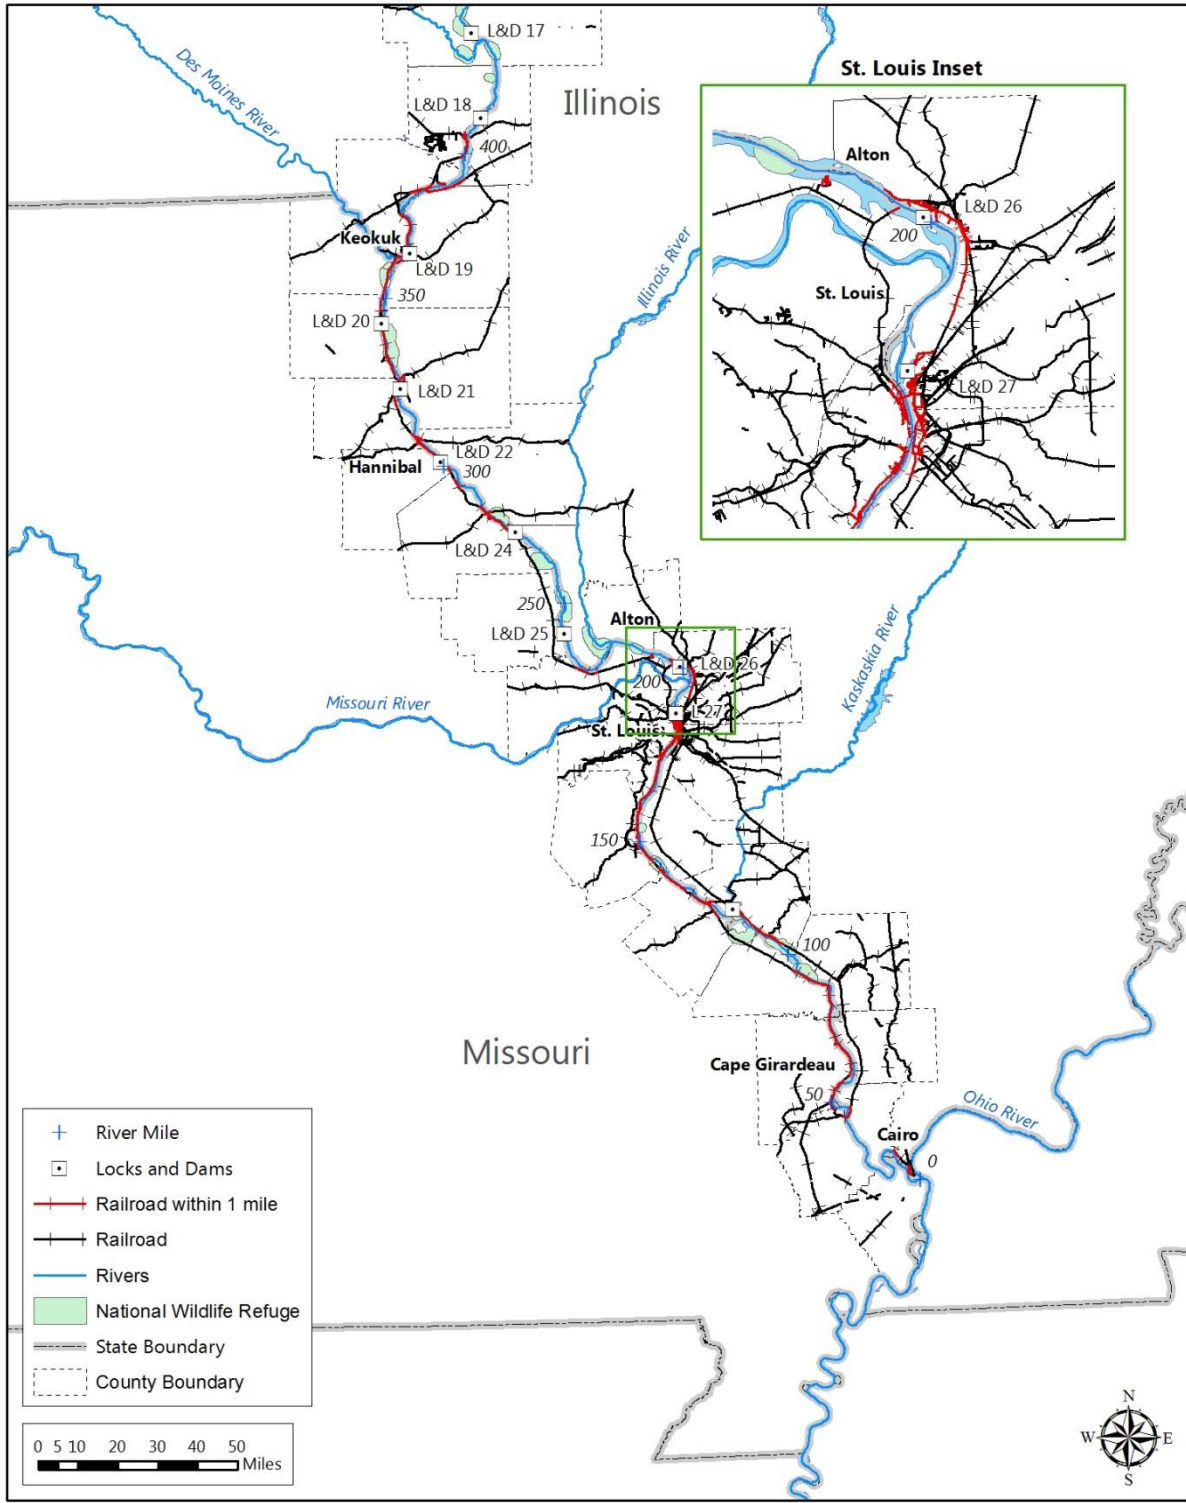 L&D 17
Des Moines River
Illinois
St. Louis Inset
L&D 18
400
Alton
L&D 26
200
Keokuk
L&D 19
Illinois River
350
St. Louis
L&D 20
L&D 27
L&D 21
L&D 22
Hannibal
300
L&D 24
250
Alton
L&D 25
L&D 26
200
Kaskaskia River
Missouri River
L 27
St. Louis
150
100
Missouri
Cape Girardeau
50
Ohio River
Cairo
0
River Mile
Locks and Dams
Railroad within 1 mile
Railroad
Rivers
National Wildlife Refuge
State Boundary
County Boundary
0 5 10 20 30 40 50
Miles
N
W E
S